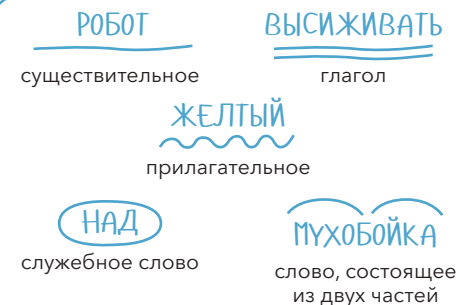 РОБОТ
ВЫСИЖИВАТЬ
существительное
глагол
ЖЕЛТЫЙ
прилагательное
НАД
МУХОБОЙКА
служебное слово
слово, состоящее
из двух частей